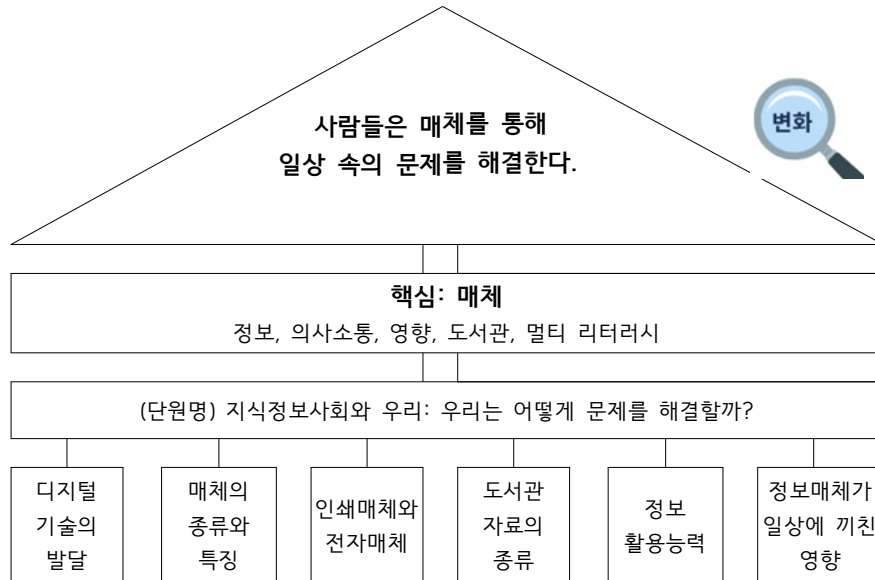 사람들은 매체를 통해
일상 속의 문제를 해결한다.
변화
핵심: 매체
정보, 의사소통, 영향, 도서관, 멀티 리터러시
(단원명) 지식정보사회와 우리: 우리는 어떻게 문제를 해결할까?
디지털
기술의
발달
매체의
종류와
특징
인쇄매체와
전자매체
도서관
자료의
종류
정보
활용능력
정보매체가
일상에 끼친
영향